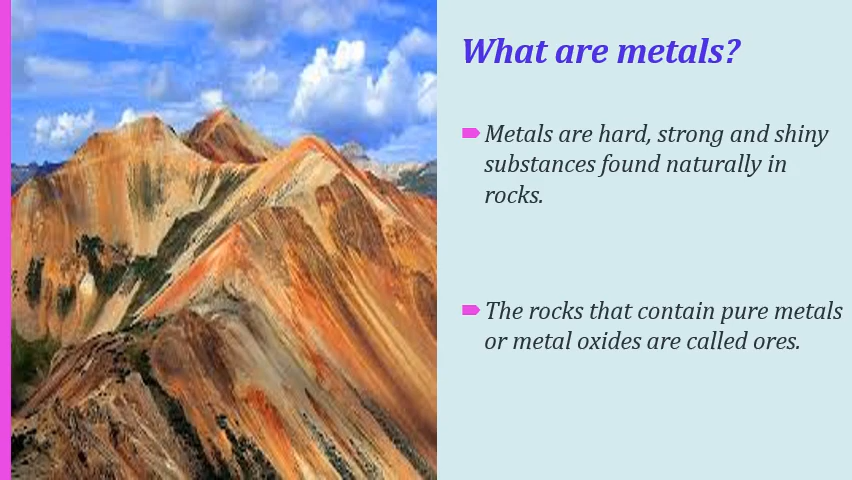 What are metals?
Metals are hard, strong and shiny
substances found naturally in
rocks.
The rocks that contain pure metals
or metal oxides are called ores.